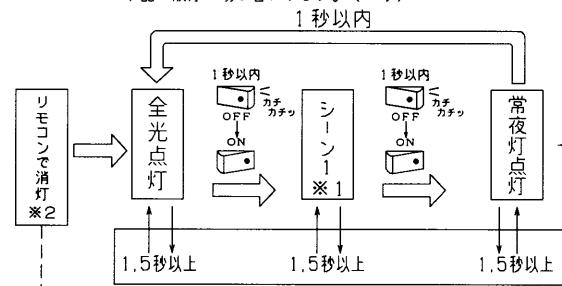 1秒以内
リモコンで消灯
※2
全光点灯
1秒以内
カチ
カチッ
OFF
ON
シーン1
※1
1秒以内
カチ
カチッ
OFF
ON
常夜灯点灯
1,5秒以上
1,5秒以上
1,5秒以上